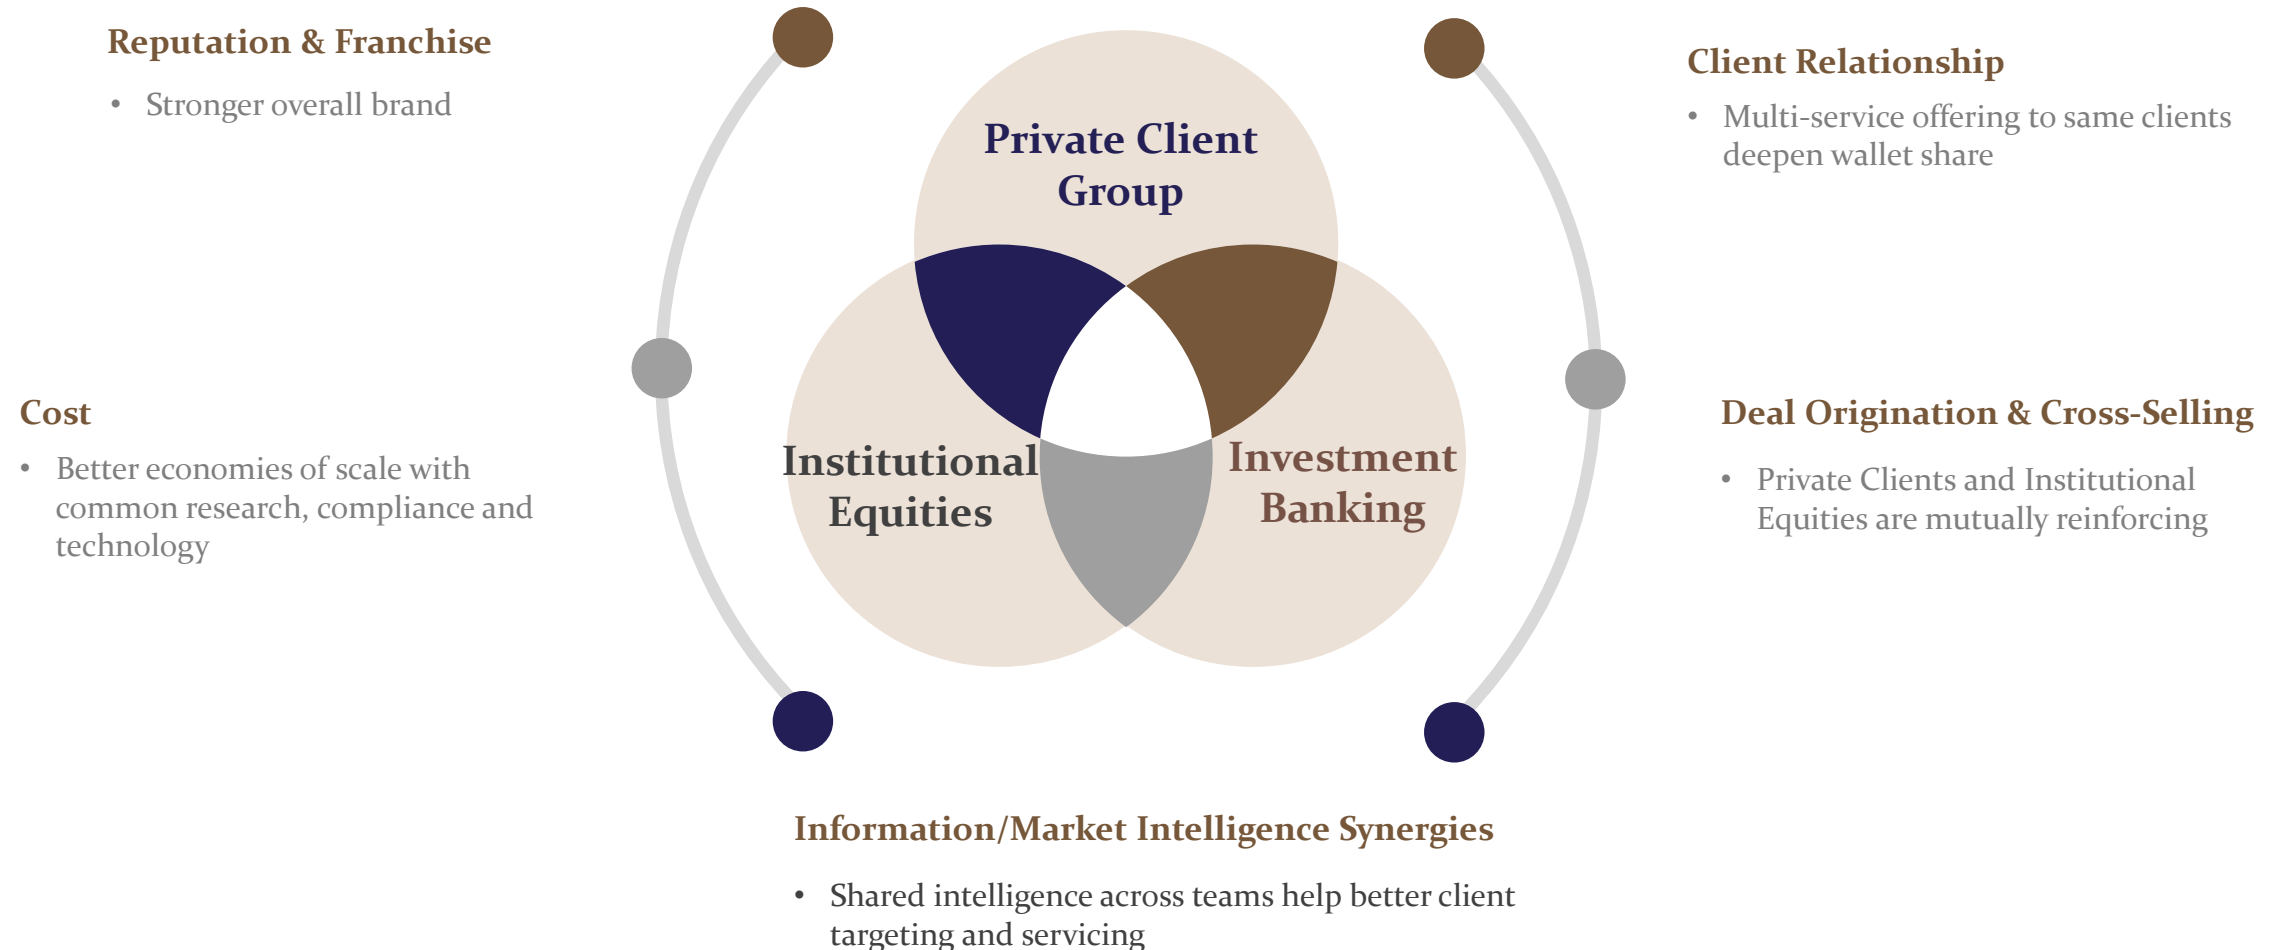 Reputation & Franchise
• Stronger overall brand
Cost
• Better economies of scale with
common research, compliance and
technology
Private Client
Group
Institutional
Equities
Investment
Banking
Client Relationship
• Multi-service offering to same clients
deepen wallet share
Deal Origination & Cross-Selling
• Private Clients and Institutional
Equities are mutually reinforcing
Information/Market Intelligence Synergies
• Shared intelligence across teams help better client
targeting and servicing